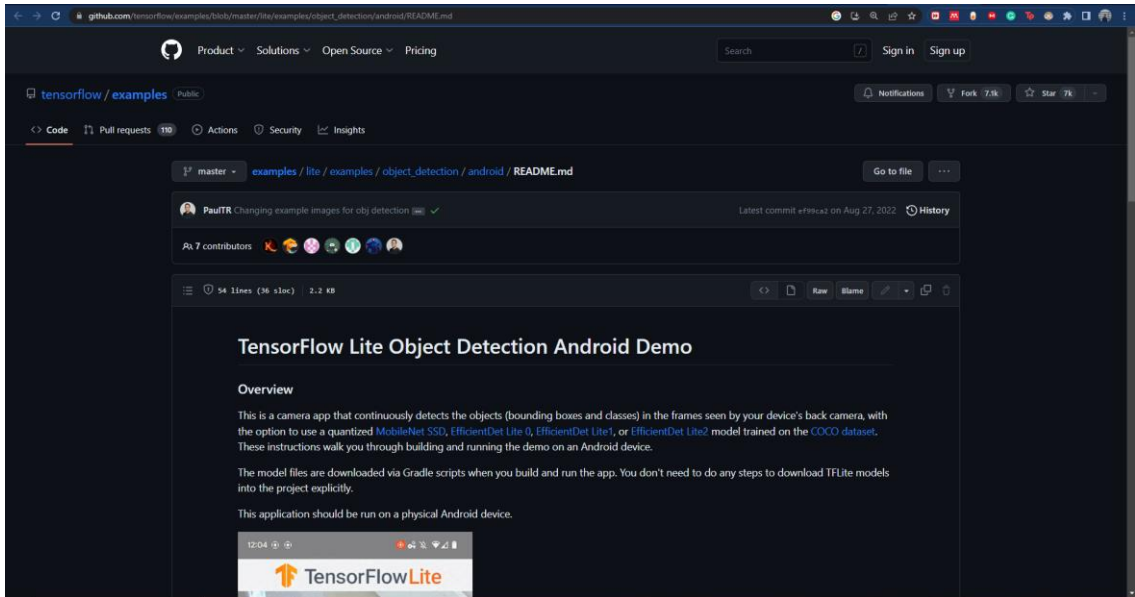 github.com/tensorflow/examples/blob/master/lite/examples/object_detection/android/README.md
Product Solutions Open Source Pricing Search / Sign in Sign up
tensorflow / examples Public Notifications Fork 7.1k Star 7k
<> Code Pull requests 110 Actions Security Insights
master examples / lite / examples / object_detection / android / README.md Go to file ...
PaulTR Changing example images for obj detection ... Latest commit ef99ca2 on Aug 27, 2022 History
7 contributors
54 lines (36 sloc) 2.2 KB <> Raw Blame
TensorFlow Lite Object Detection Android Demo
Overview
This is a camera app that continuously detects the objects (bounding boxes and classes) in the frames seen by your device's back camera, with
the option to use a quantized MobileNet SSD, EfficientDet Lite 0, EfficientDet Lite1, or EfficientDet Lite2 model trained on the COCO dataset.
These instructions walk you through building and running the demo on an Android device.
The model files are downloaded via Gradle scripts when you build and run the app. You don't need to do any steps to download TFLite models
into the project explicitly.
This application should be run on a physical Android device.
12:04
TensorFlowLite